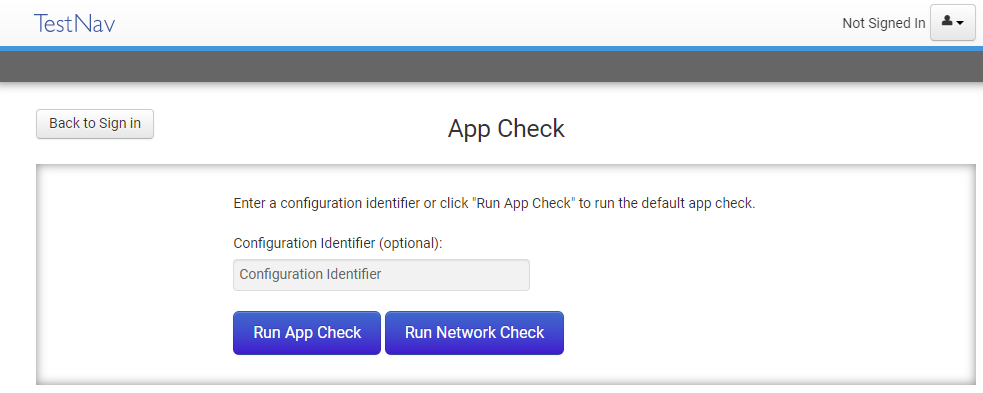 TestNav
Not Signed In
Back to Sign in
App Check
Enter a configuration identifier or click "Run App Check" to run the default app check.
Configuration Identifier (optional):
Configuration Identifier
Run App Check
Run Network Check